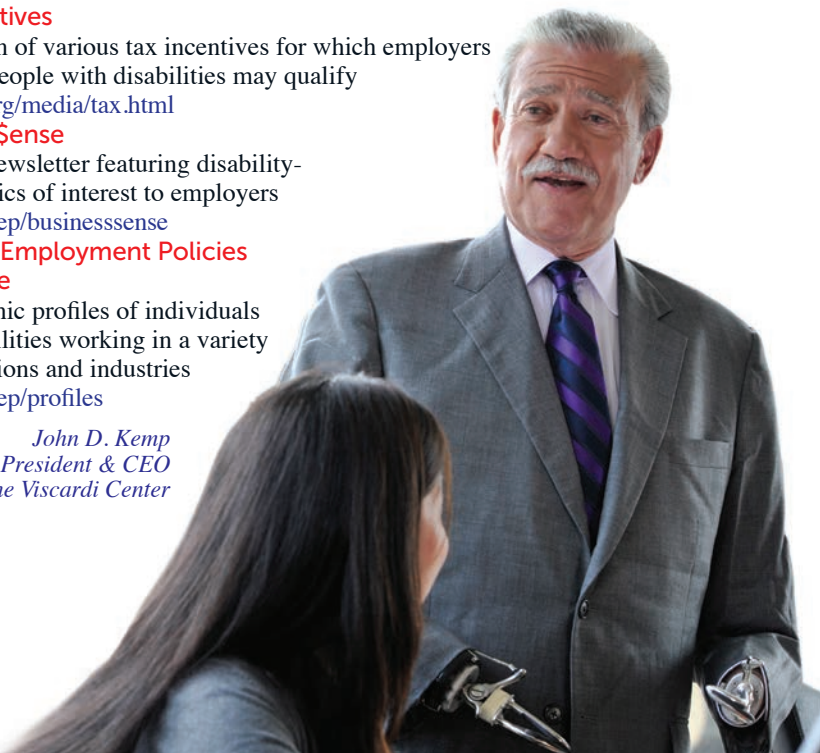 tives
n of various tax incentives for which employers
eople with disabilities may qualify
rg/media/tax.html
$ense
ewsletter featuring disability-
ics of interest to employers
ep/businesssense
Employment Policies
e
nic profiles of individuals
lities working in a variety
ions and industries
ep/profiles
John D. Kemp
President & CEO
he Viscardi Center